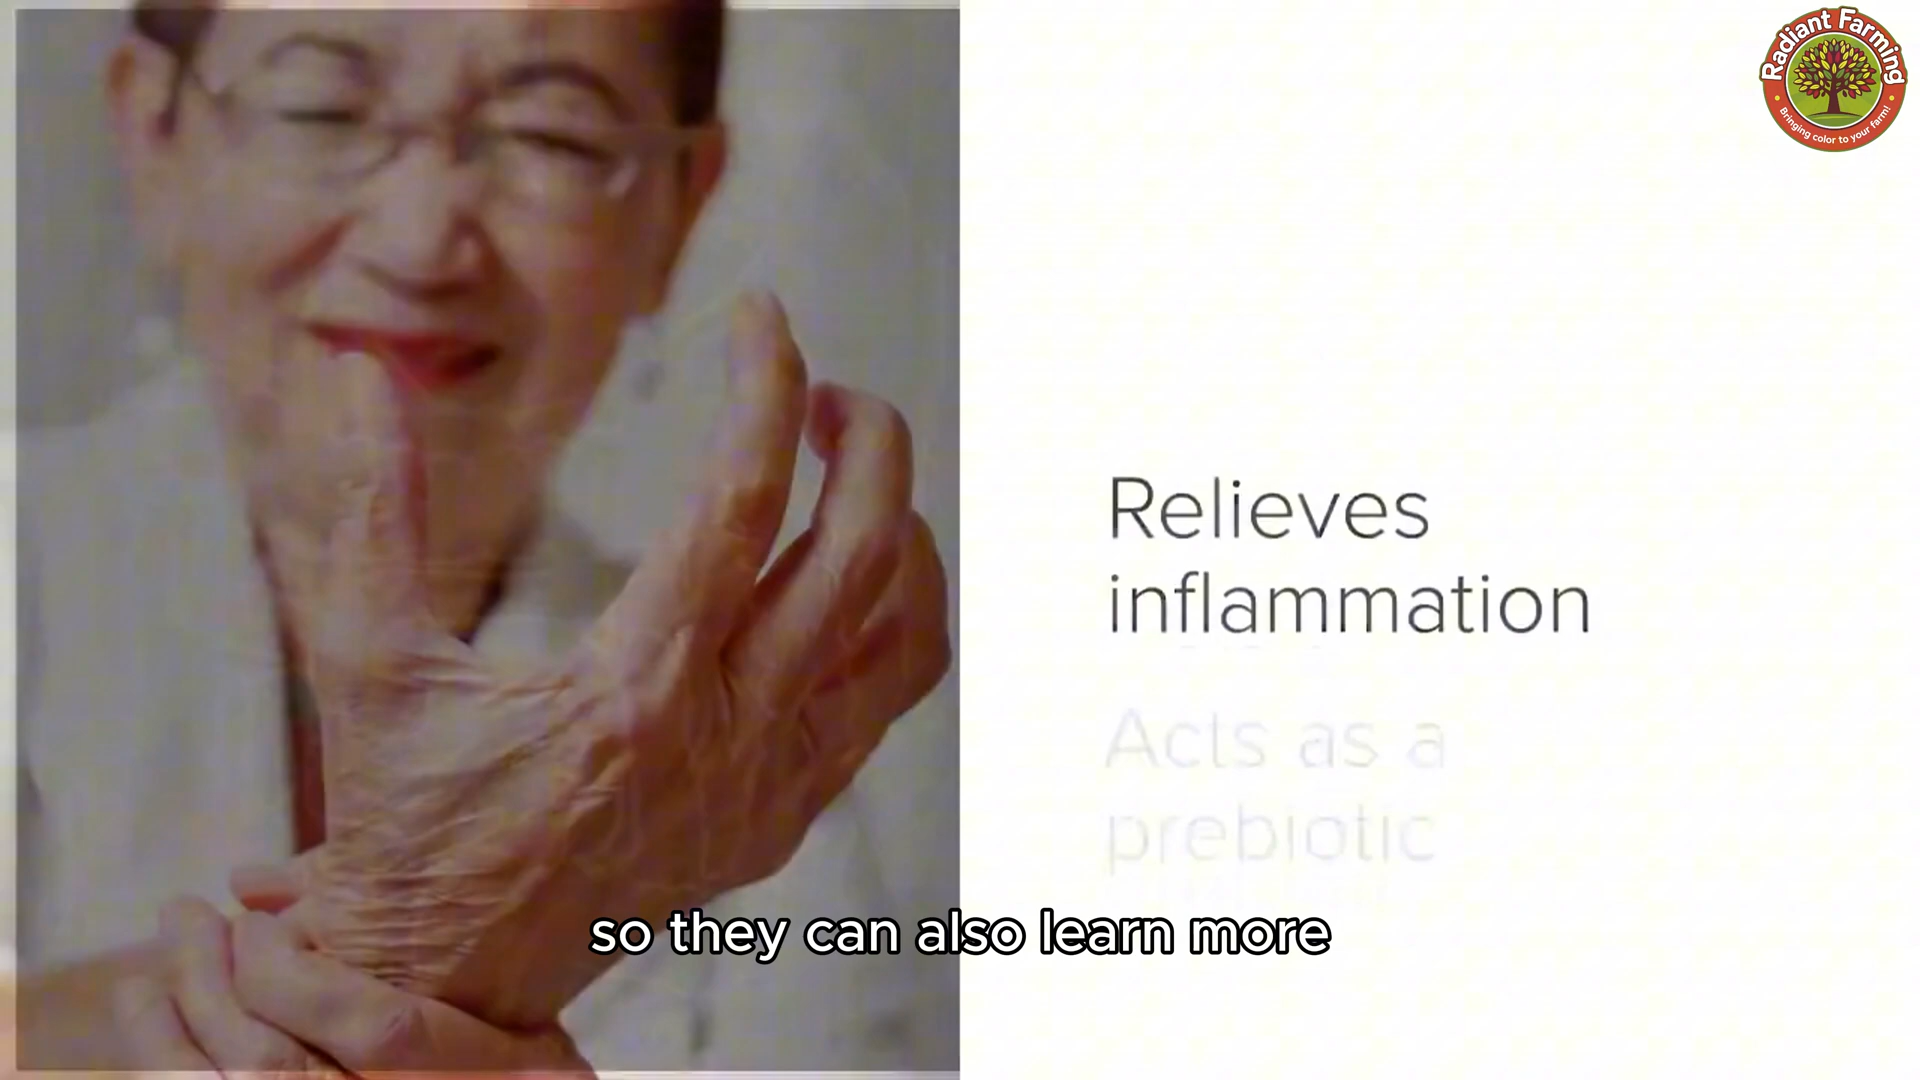 Radiant Farming
Bringing color to your farm!
Relieves
inflammation
Acts as a
prebiotic
so they can also learn more